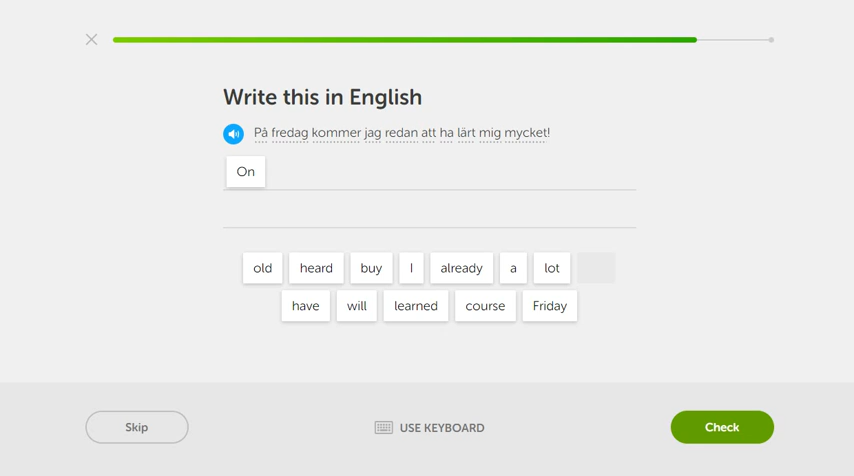 Write this in English
På fredag kommer jag redan att ha lärt mig mycket!
On
old heard buy I already a lot
have will learned course Friday
Skip USE KEYBOARD Check